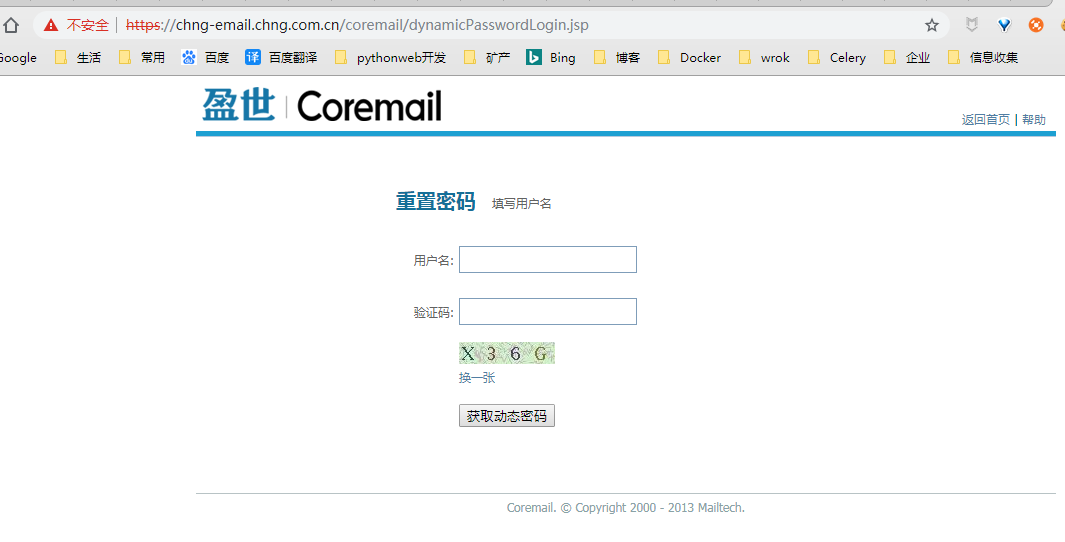 不安全 | https://chng-email.chng.com.cn/coremail/dynamicPasswordLogin.jsp
Google 生活 常用 百度 译 百度翻译 pythonweb开发 矿产 Bing 博客 Docker wrok Celery 企业 信息收集
盈世 | Coremail
返回首页 | 帮助
重置密码 填写用户名
用户名:
验证码:
X 3 6 G
换一张
获取动态密码
Coremail. © Copyright 2000 - 2013 Mailtech.